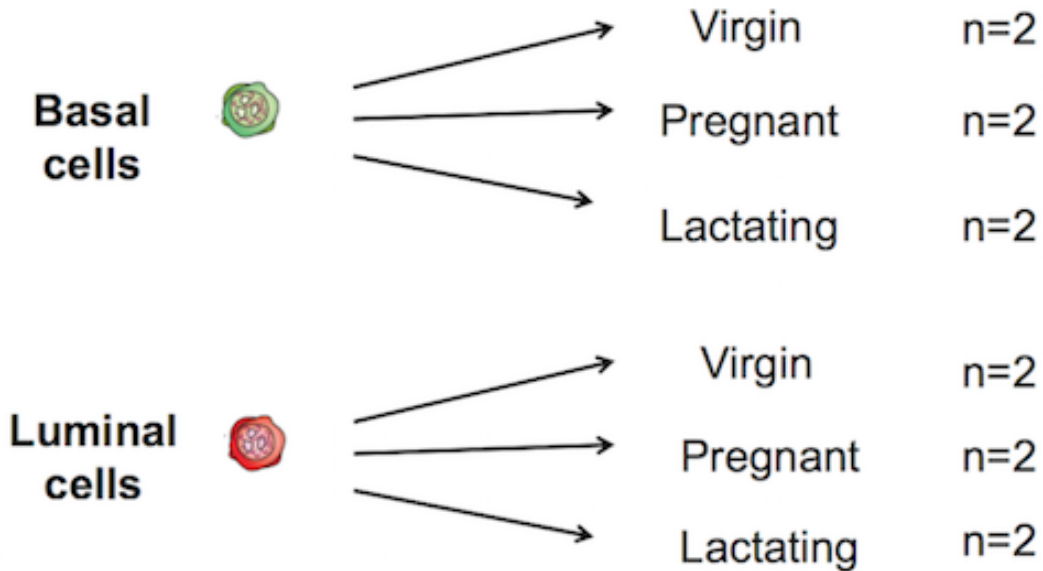 Basal
cells
Virgin n=2
Pregnant n=2
Lactating n=2
Luminal
cells
Virgin n=2
Pregnant n=2
Lactating n=2